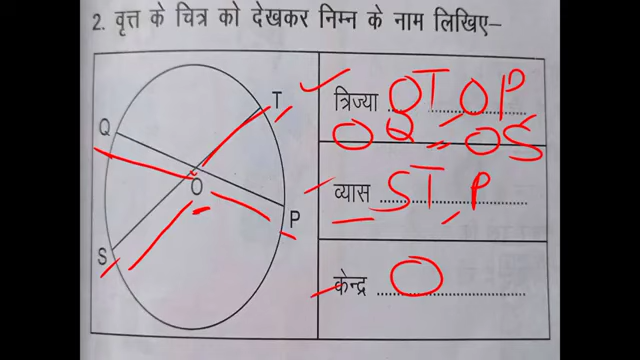 2. वृत्त के चित्र को देखकर निम्न के नाम लिखिए–
T
Q
O
P
S
त्रिज्या OT, OP
OQ OS
व्यास ST, P
केन्द्र O